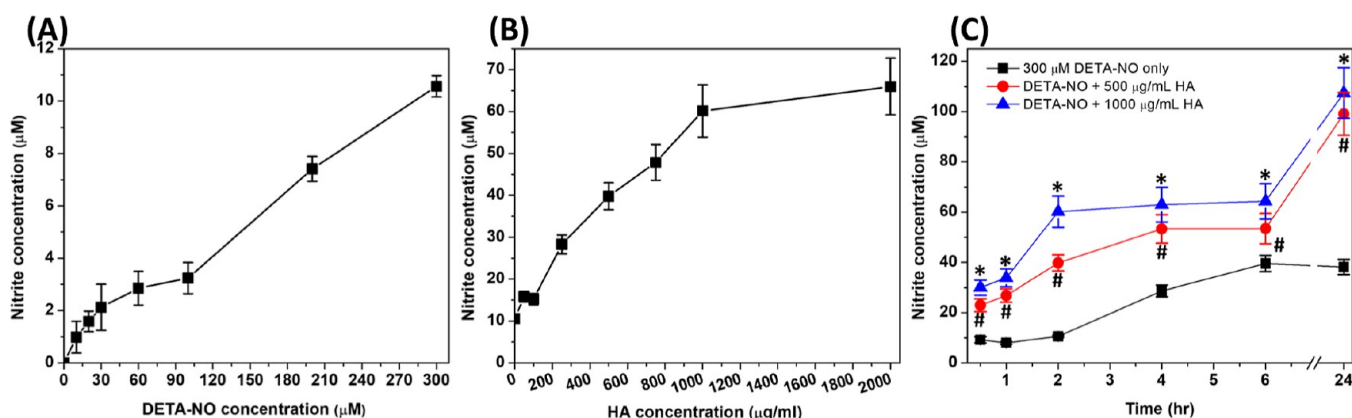 (A)
12
10
8
6
4
2
0
Nitrite concentration (μM)
0 30 60 90 120 150 180 210 240 270 300
DETA-NO concentration (μM)
(B)
70
60
50
40
30
20
10
0
Nitrite concentration (μM)
0 200 400 600 800 1000 1200 1400 1600 1800 2000
HA concentration (μg/ml)
(C)
300 μM DETA-NO only
DETA-NO + 500 μg/mL HA
DETA-NO + 1000 μg/mL HA
120
100
80
60
40
20
0
Nitrite concentration (μM)
* * * * * *
# # # # # #
1 2 3 4 5 6 // 24
Time (hr)